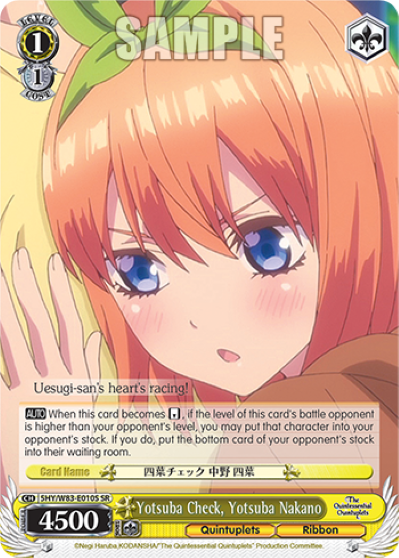 SAMPLE
LEVEL
1
1
COST
Uesugi-san's heart's racing!
AUTO When this card becomes [ ], if the level of this card's battle opponent
is higher than your opponent's level, you may put that character into your
opponent's stock. If you do, put the bottom card of your opponent's stock
into their waiting room.
Card Name
四葉チェック 中野 四葉
CH 5HY/W83-E010S SR
Yotsuba Check, Yotsuba Nakano
The
Quintessential
Quintuplets
4500
Quintuplets
Ribbon
©Negi Haruba,KODANSHA/"The Quintessential Quintuplets" Production Committee